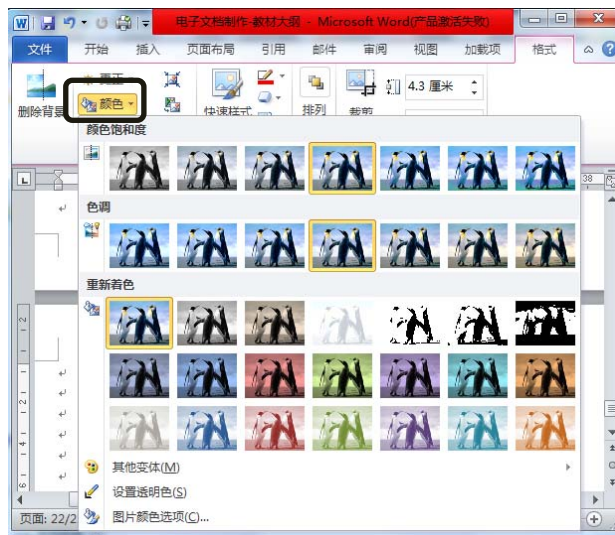 电子文档制作-教材大纲 - Microsoft Word(产品激活失败)
文件 开始 插入 页面布局 引用 邮件 审阅 视图 加载项 格式
更正
删除背景 颜色 快速样式 排列 裁剪 4.3 厘米
颜色饱和度
色调
重新着色
其他变体(M)
设置透明色(S)
图片颜色选项(C)...
38
页面: 22/2